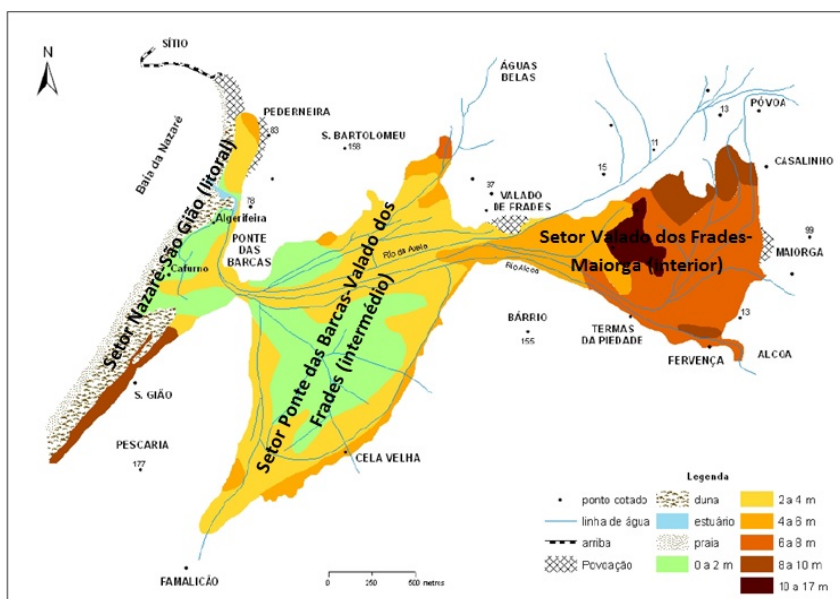 SÍTIO
N
ÁGUAS
BELAS
PEDERNEIRA
83
S. BARTOLOMEU
158
13
PÓVOA
11
15
CASALINHO
Baía da Nazaré
Setor Nazaré-São Gião (litoral)
78
Algerifeira
37
VALADO
DE FRADES
PONTE
DAS
BARCAS
Cafurno
Rio da Areia
Rio Alcoa
Setor Ponte das Barcas-Valado dos
Frades (intermédio)
Setor Valado dos Frades-
Maiorga (interior)
99
MAIORGA
BÁRRIO
155
TERMAS
DA PIEDADE
13
FERVENÇA
ALCOA
S. GIÃO
PESCARIA
177
CELA VELHA
FAMALICÃO
0 250 500
metros
Legenda
ponto cotado
linha de água
arriba
Povoação
duna
estuário
praia
0 a 2 m
2 a 4 m
4 a 6 m
6 a 8 m
8 a 10 m
10 a 17 m